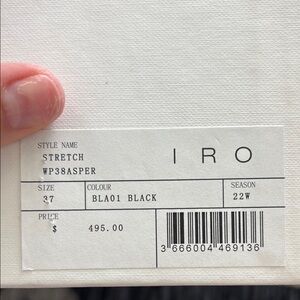 STYLE NAME
STRETCH
WP38ASPER
IRO
SIZE
37
COLOUR
BLA01 BLACK
SEASON
22W
PRICE
$ 495.00
3 666004 469136